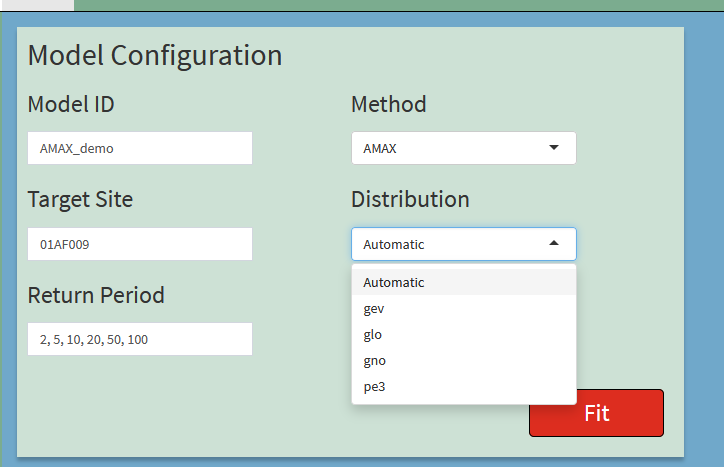 Model Configuration
Model ID
Method
AMAX_demo
AMAX
Target Site
Distribution
01AF009
Automatic
Return Period
Automatic
gev
glo
2, 5, 10, 20, 50, 100
gno
pe3
Fit